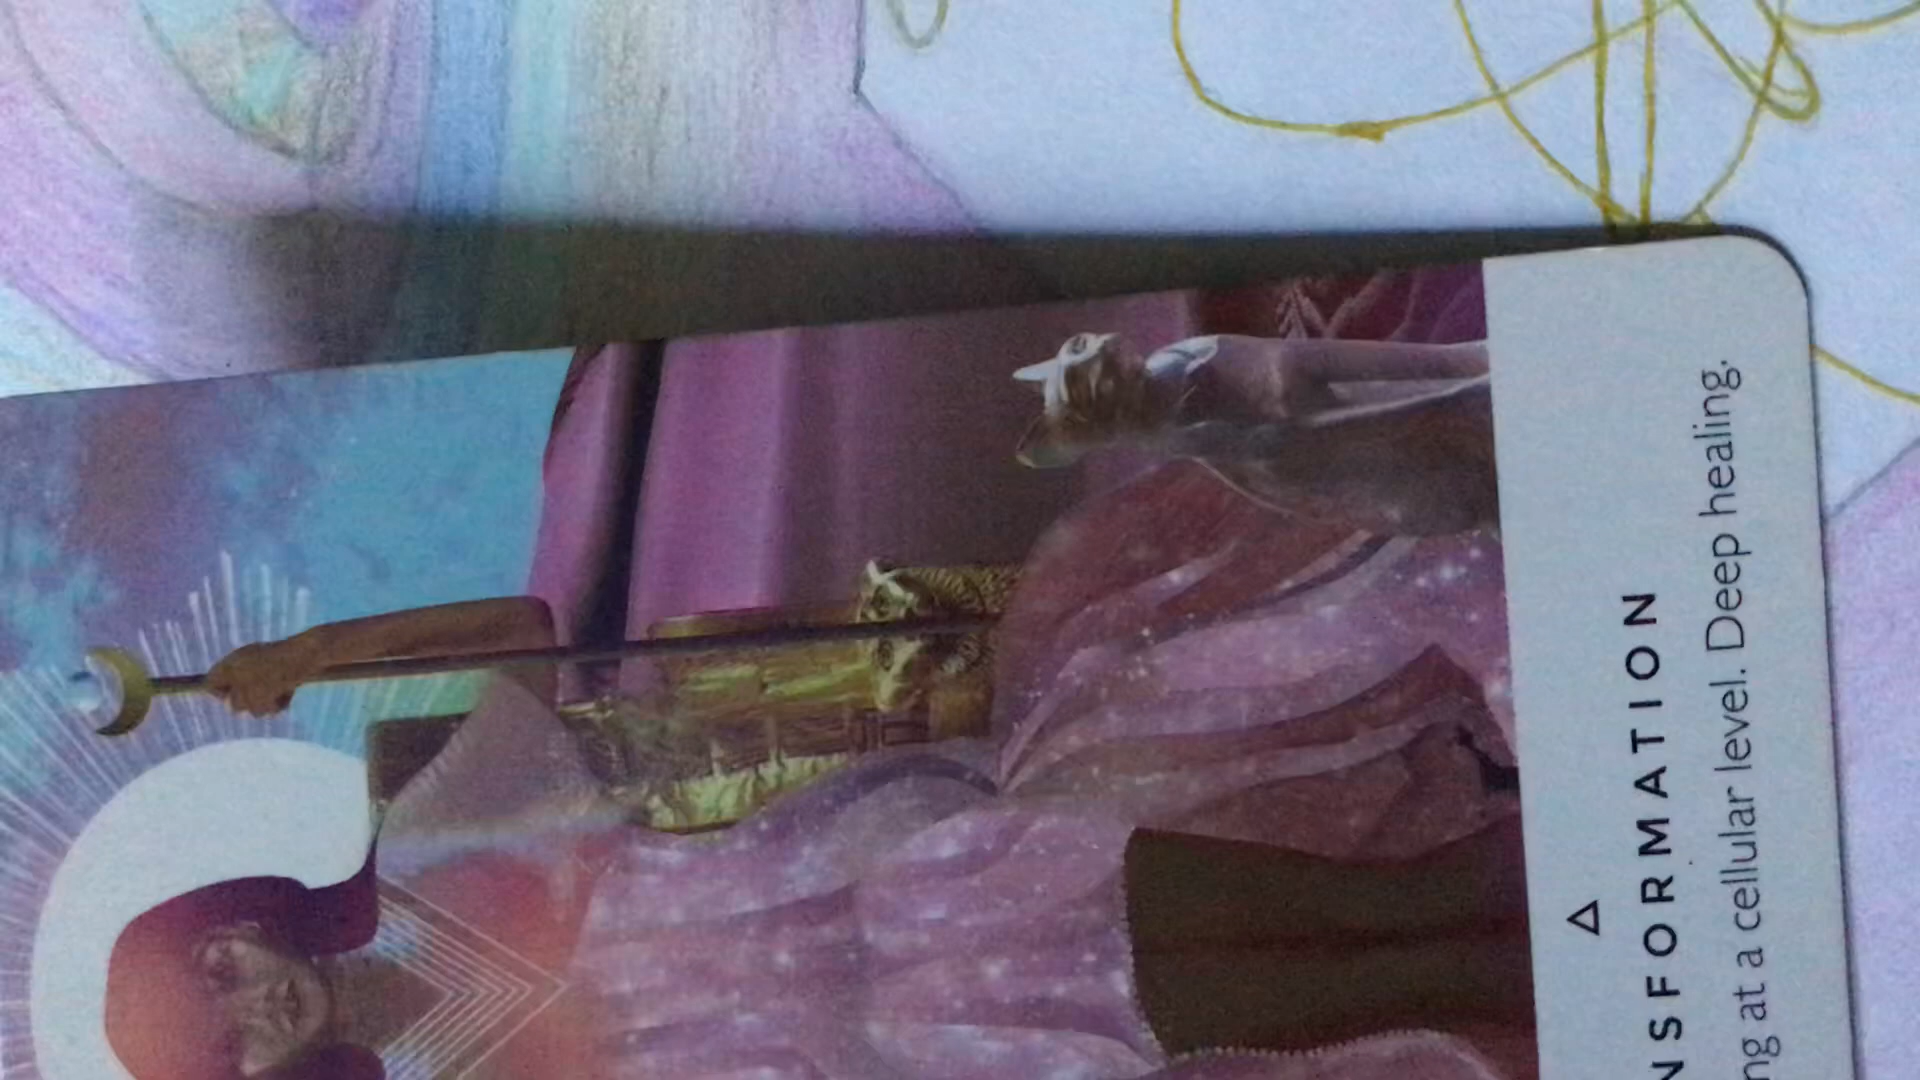 NSFORMATION
ng at a cellular level. Deep healing.